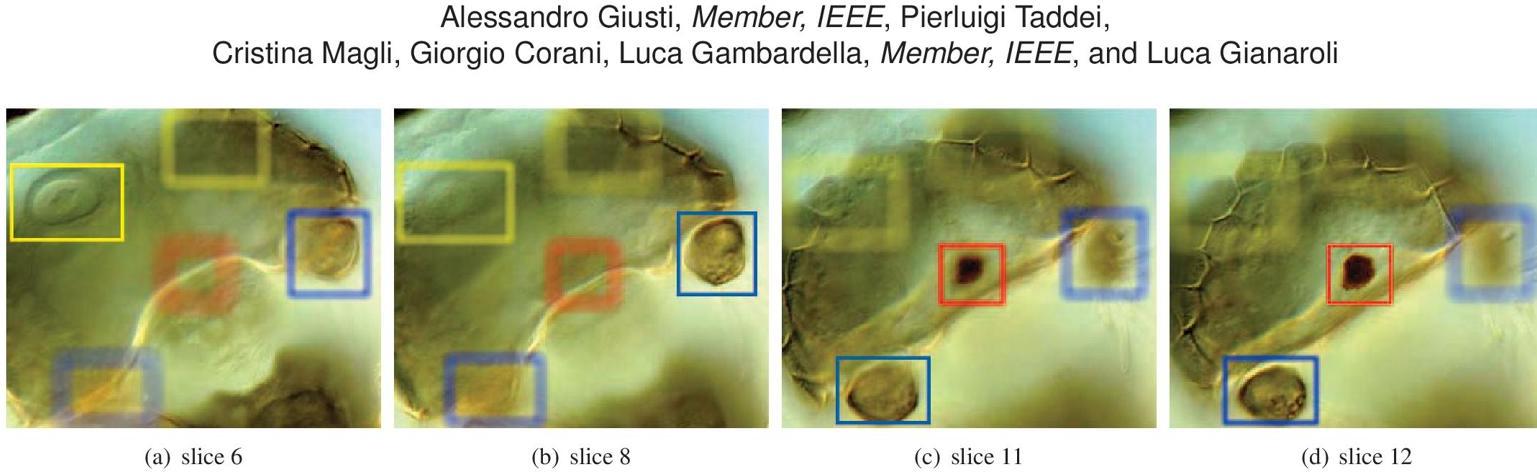 Alessandro Giusti, Member, IEEE, Pierluigi Taddei,
Cristina Magli, Giorgio Corani, Luca Gambardella, Member, IEEE, and Luca Gianaroli
(a) slice 6
(b) slice 8
(c) slice 11
(d) slice 12